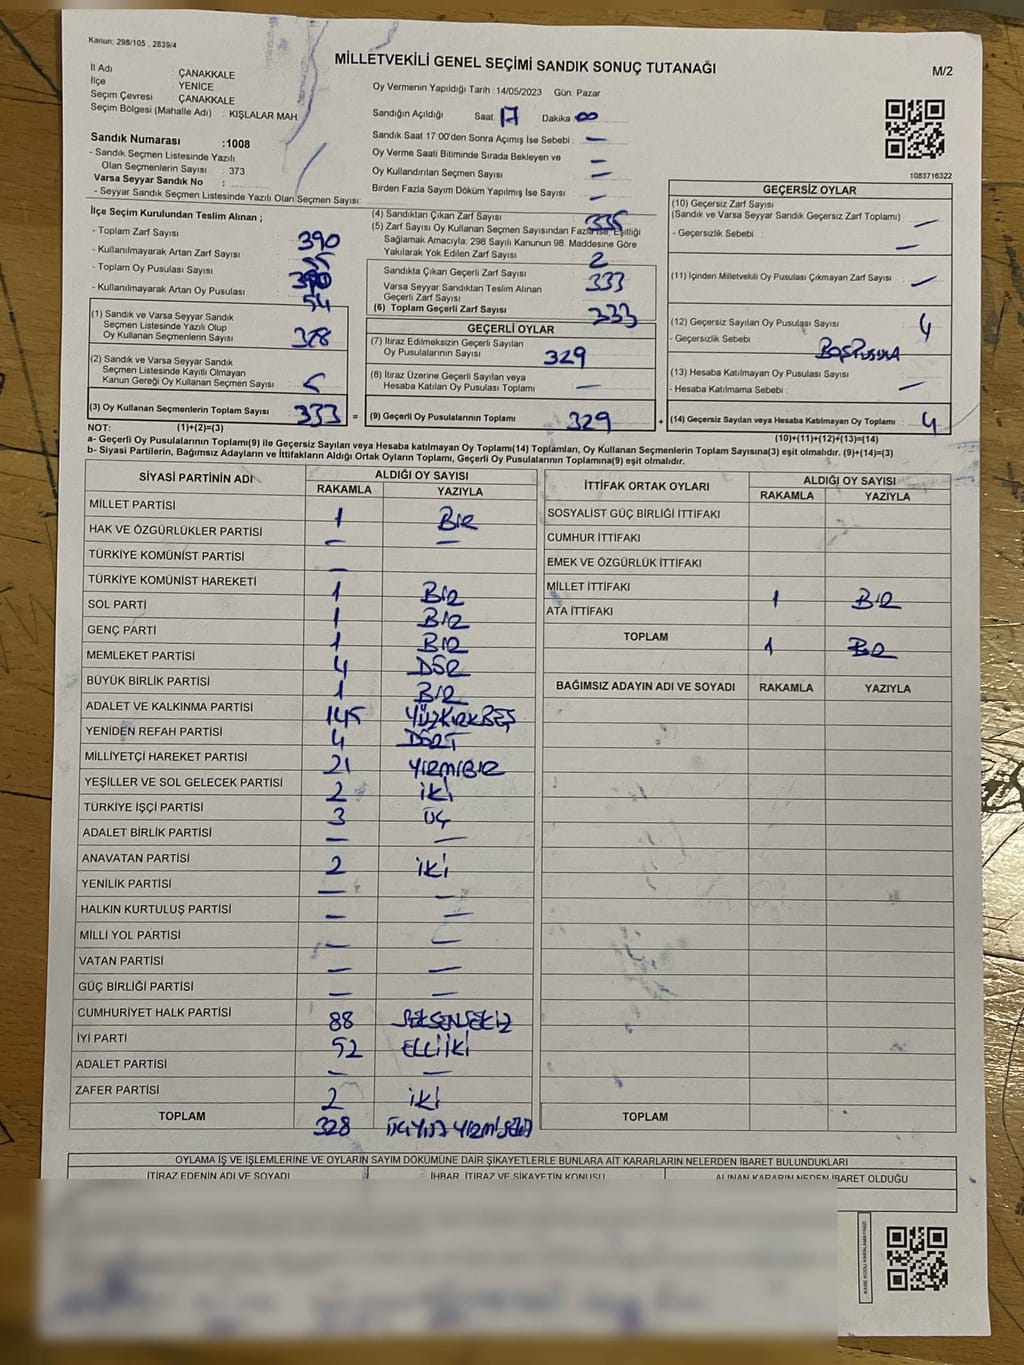 Kanun; 298/105 , 2839/4
MİLLETVEKİLİ GENEL SEÇİMİ SANDIK SONUÇ TUTANAĞI
M/2
İl Adı : ÇANAKKALE
İlçe : YENİCE
Seçim Çevresi : ÇANAKKALE
Seçim Bölgesi (Mahalle Adı) : KIŞLALAR MAH
Sandık Numarası :1008
- Sandık Seçmen Listesinde Yazılı
Olan Seçmenlerin Sayısı : 373
Varsa Seyyar Sandık No :
- Seyyar Sandık Seçmen Listesinde Yazılı Olan Seçmen Sayısı:
Oy Vermenin Yapıldığı Tarih : 14/05/2023 Gün: Pazar
Sandığın Açıldığı Saat 17 Dakika 00
Sandık Saat 17:00'den Sonra Açımış İse Sebebi : —
Oy Verme Saati Bitiminde Sırada Bekleyen ve
Oy Kullandırılan Seçmen Sayısı : —
Birden Fazla Sayım Döküm Yapılmış İse Sayısı : —
1083716322
İlçe Seçim Kurulundan Teslim Alınan ;
- Toplam Zarf Sayısı 390
- Kullanılmayarak Artan Zarf Sayısı
- Toplam Oy Pusulası Sayısı
- Kullanılmayarak Artan Oy Pusulası 54
(1) Sandık ve Varsa Seyyar Sandık
Seçmen Listesinde Yazılı Olup
Oy Kullanan Seçmenlerin Sayısı 328
(2) Sandık ve Varsa Seyyar Sandık
Seçmen Listesinde Kayıtlı Olmayan
Kanun Gereği Oy Kullanan Seçmen Sayısı 5
(3) Oy Kullanan Seçmenlerin Toplam Sayısı 333 =
(4) Sandıktan Çıkan Zarf Sayısı 335
(5) Zarf Sayısı Oy Kullanan Seçmen Sayısından Fazla ise, Eşitliği
Sağlamak Amacıyla; 298 Sayılı Kanunun 98. Maddesine Göre
Yakılarak Yok Edilen Zarf Sayısı 2
Sandıkta Çıkan Geçerli Zarf Sayısı 333
Varsa Seyyar Sandıktan Teslim Alınan
Geçerli Zarf Sayısı
(6) Toplam Geçerli Zarf Sayısı 333
GEÇERLİ OYLAR
(7) İtiraz Edilmeksizin Geçerli Sayılan
Oy Pusulalarının Sayısı 329
(8) İtiraz Üzerine Geçerli Sayılan veya
Hesaba Katılan Oy Pusulası Toplamı —
(9) Geçerli Oy Pusulalarının Toplamı 329 +
GEÇERSİZ OYLAR
(10) Geçersiz Zarf Sayısı
(Sandık ve Varsa Seyyar Sandık Geçersiz Zarf Toplamı) : —
- Geçersizlik Sebebi : —
(11) İçinden Milletvekili Oy Pusulası Çıkmayan Zarf Sayısı : —
(12) Geçersiz Sayılan Oy Pusulası Sayısı : 4
- Geçersizlik Sebebi : BOŞ PUSULA
(13) Hesaba Katılmayan Oy Pusulası Sayısı :
- Hesaba Katılmama Sebebi : —
(14) Geçersiz Sayılan veya Hesaba Katılmayan Oy Toplamı : 4
NOT: (1)+(2)=(3)
(10)+(11)+(12)+(13)=(14)
a- Geçerli Oy Pusulalarının Toplamı(9) ile Geçersiz Sayılan veya Hesaba katılmayan Oy Toplamı(14) Toplamları, Oy Kullanan Seçmenlerin Toplam Sayısına(3) eşit olmalıdır. (9)+(14)=(3)
b- Siyasi Partilerin, Bağımsız Adayların ve İttifakların Aldığı Oyların Toplamı, Geçerli Oy Pusulalarının Toplamına(9) eşit olmalıdır.
SİYASİ PARTİNİN ADI ALDIĞI OY SAYISI
RAKAMLA YAZIYLA
MİLLET PARTİSİ 1 BİR
HAK VE ÖZGÜRLÜKLER PARTİSİ — —
TÜRKİYE KOMÜNİST PARTİSİ —
TÜRKİYE KOMÜNİST HAREKETİ 1 BİR
SOL PARTİ 1 BİR
GENÇ PARTİ 1 BİR
MEMLEKET PARTİSİ 4 DÖR
BÜYÜK BİRLİK PARTİSİ 1 BİR
ADALET VE KALKINMA PARTİSİ 145 YÜZKIRKBEŞ
YENİDEN REFAH PARTİSİ 4 DÖRT
MİLLİYETÇİ HAREKET PARTİSİ 21 YİRMİBİR
YEŞİLLER VE SOL GELECEK PARTİSİ 2 İKİ
TÜRKİYE İŞÇİ PARTİSİ 3 ÜÇ
ADALET BİRLİK PARTİSİ — —
ANAVATAN PARTİSİ 2 İKİ
YENİLİK PARTİSİ — —
HALKIN KURTULUŞ PARTİSİ — —
MİLLİ YOL PARTİSİ — —
VATAN PARTİSİ — —
GÜÇ BİRLİĞİ PARTİSİ — —
CUMHURİYET HALK PARTİSİ 88 SEKSENSEKİZ
İYİ PARTİ 52 ELLİİKİ
ADALET PARTİSİ — —
ZAFER PARTİSİ 2 İKİ
TOPLAM 328
İTTİFAK ORTAK OYLARI ALDIĞI OY SAYISI
RAKAMLA YAZIYLA
SOSYALİST GÜÇ BİRLİĞİ İTTİFAKI
CUMHUR İTTİFAKI
EMEK VE ÖZGÜRLÜK İTTİFAKI
MİLLET İTTİFAKI 1 BİR
ATA İTTİFAKI
TOPLAM 1 BİR
BAĞIMSIZ ADAYIN ADI VE SOYADI RAKAMLA YAZIYLA
TOPLAM
OYLAMA İŞ VE İŞLEMLERİNE VE OYLARIN SAYIM DÖKÜMÜNE DAİR ŞİKAYETLERLE BUNLARA AİT KARARLARIN NELERDEN İBARET BULUNDUKLARI
İTİRAZ EDENİN ADI VE SOYADI İHBAR, İTİRAZ VE ŞİKAYETİN KONUSU ALINAN KARARIN NEDEN İBARET OLDUĞU
KARE KODU KARALAMAYINIZ!